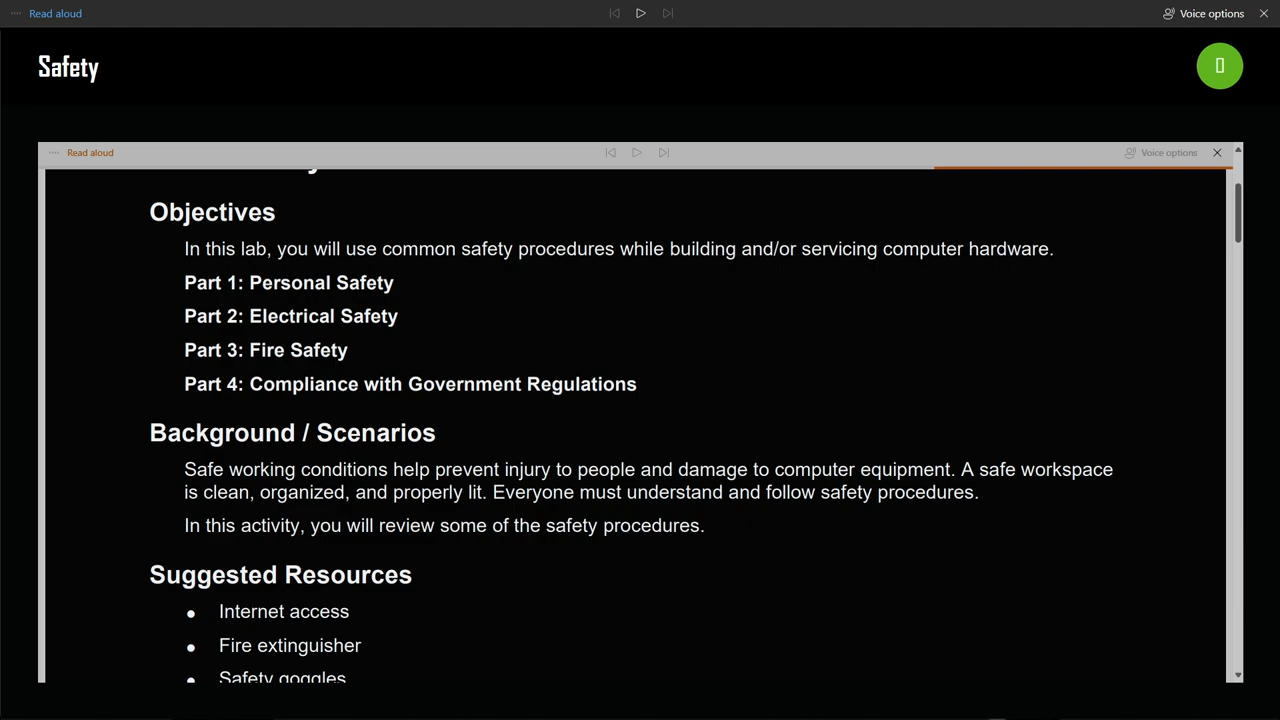 Read aloud
Voice options
Safety
Read aloud
Voice options
Objectives
In this lab, you will use common safety procedures while building and/or servicing computer hardware.
Part 1: Personal Safety
Part 2: Electrical Safety
Part 3: Fire Safety
Part 4: Compliance with Government Regulations
Background / Scenarios
Safe working conditions help prevent injury to people and damage to computer equipment. A safe workspace
is clean, organized, and properly lit. Everyone must understand and follow safety procedures.
In this activity, you will review some of the safety procedures.
Suggested Resources
● Internet access
● Fire extinguisher
● Safety goggles